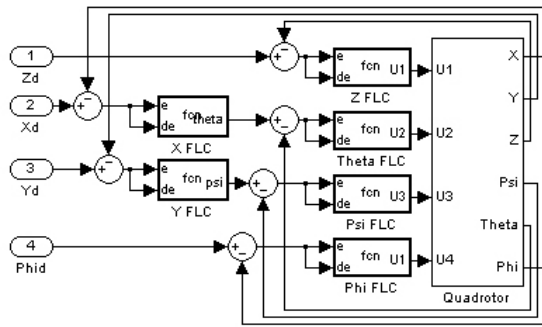 1
Zd
2
Xd
3
Yd
4
Phid
e
de
fcn
U1
Z FLC
e
de
fcn
theta
X FLC
e
de
fcn
U2
Theta FLC
e
de
fcn
psi
Y FLC
e
de
fcn
U3
Psi FLC
e
de
fcn
U1
Phi FLC
U1
U2
U3
U4
X
Y
Z
Psi
Theta
Phi
Quadrotor